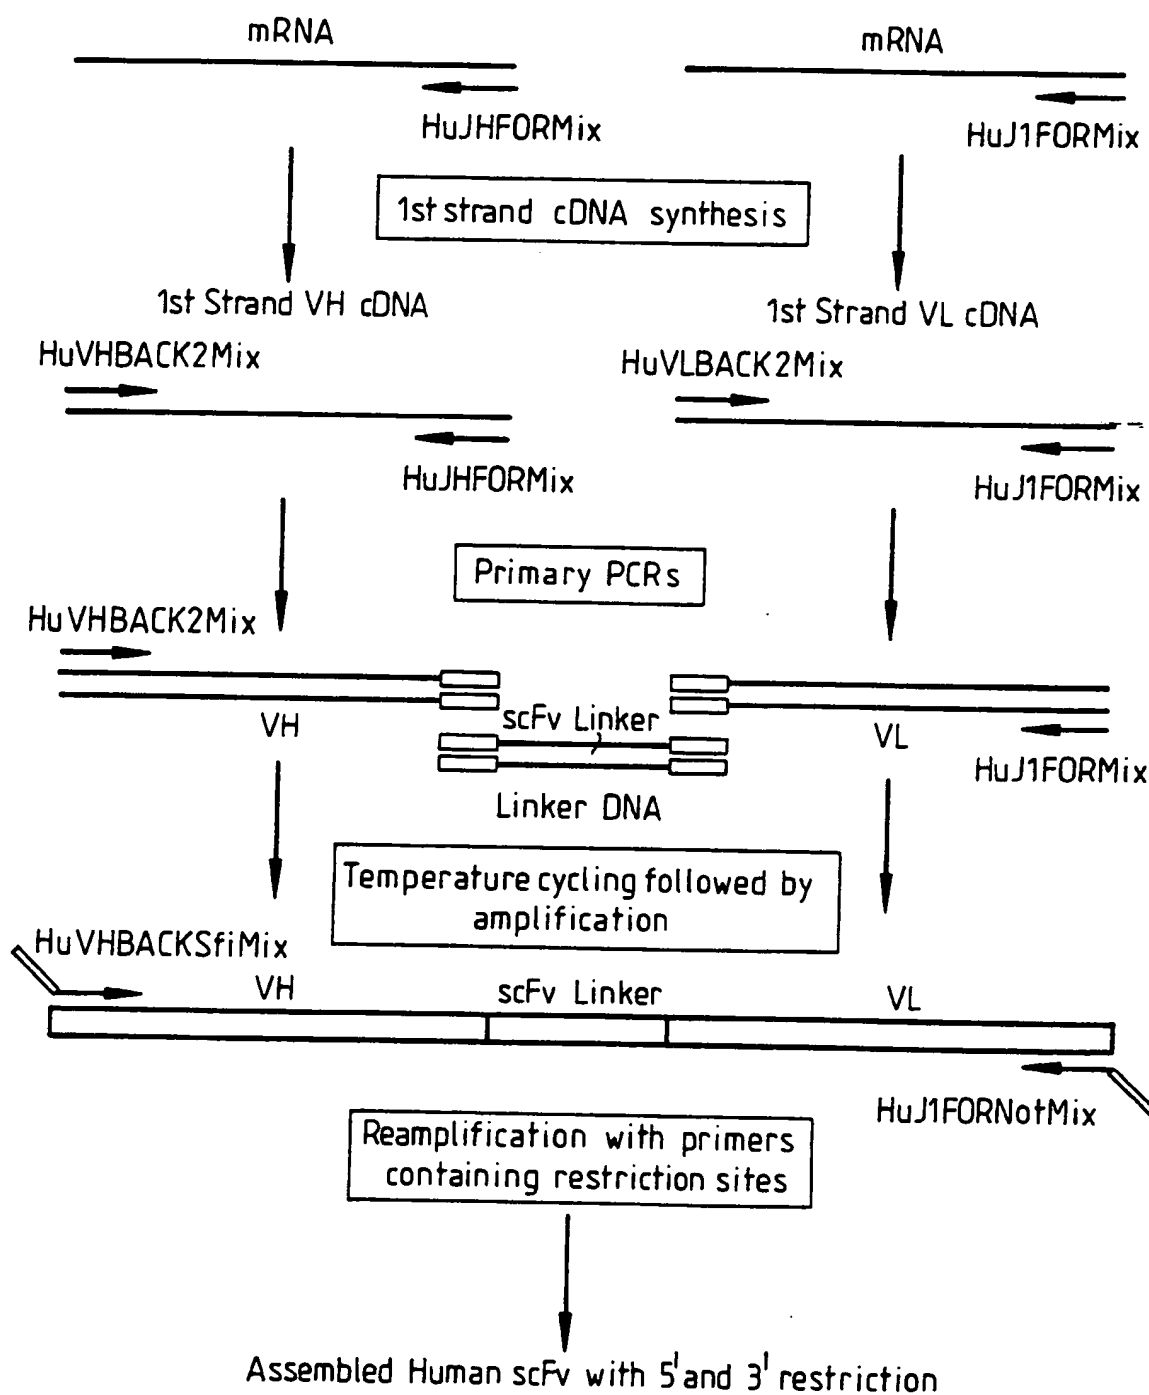 mRNA
mRNA
HuJHFORMix
HuJ1FORMix
1st strand cDNA synthesis
1st Strand VH cDNA
1st Strand VL cDNA
HuVHBACK2Mix
HuVLBACK2Mix
HuJHFORMix
HuJ1FORMix
Primary PCRs
HuVHBACK2Mix
VH
scFv Linker
VL
HuJ1FORMix
Linker DNA
Temperature cycling followed by
amplification
HuVHBACKSfiMix
VH
scFv Linker
VL
HuJ1FORNotMix
Reamplification with primers
containing restriction sites
Assembled Human scFv with 5' and 3' restriction